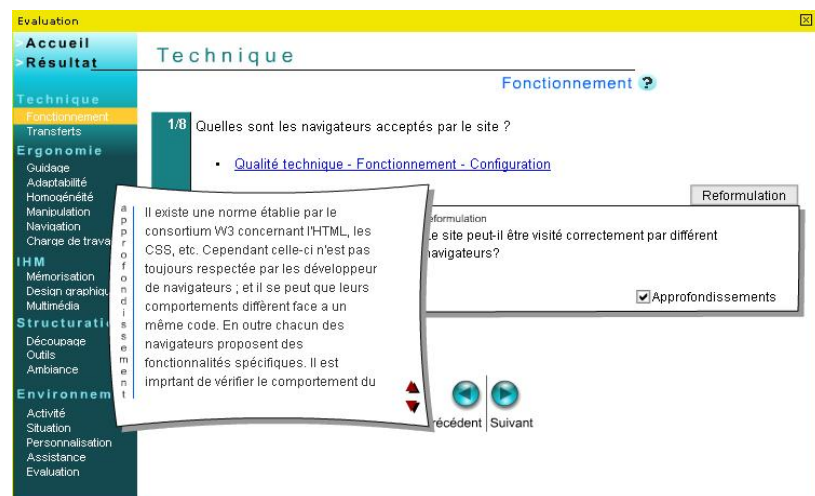 Evaluation
>Accueil
>Résultat
Technique
Fonctionnement
Transferts
Ergonomie
Guidage
Adaptabilité
Homogénéité
Manipulation
Navigation
Charge de trava
IHM
Mémorisation
Design graphiqu
Multimédia
Structurati
Découpage
Outils
Ambiance
Environnem
Activité
Situation
Personnalisation
Assistance
Evaluation
Technique
Fonctionnement ?
1/8 Quelles sont les navigateurs acceptés par le site ?
• Qualité technique - Fonctionnement - Configuration
Reformulation
eformulation
Le site peut-il être visité correctement par différent
navigateurs?
Approfondissements
approfondissement
Il existe une norme établie par le
consortium W3 concernant l'HTML, les
CSS, etc. Cependant celle-ci n'est pas
toujours respectée par les développeur
de navigateurs ; et il se peut que leurs
comportements diffèrent face a un
même code. En outre chacun des
navigateurs proposent des
fonctionnalités spécifiques. Il est
imprtant de vérifier le comportement du
récédent Suivant